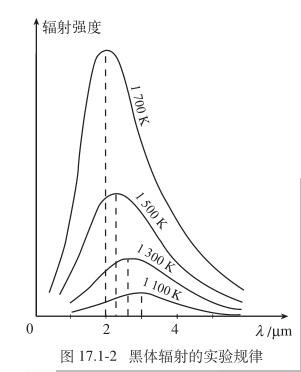 辐射强度
1 700 K
1 500 K
1 300 K
1 100 K
0 2 4 λ/μm
图 17.1-2 黑体辐射的实验规律